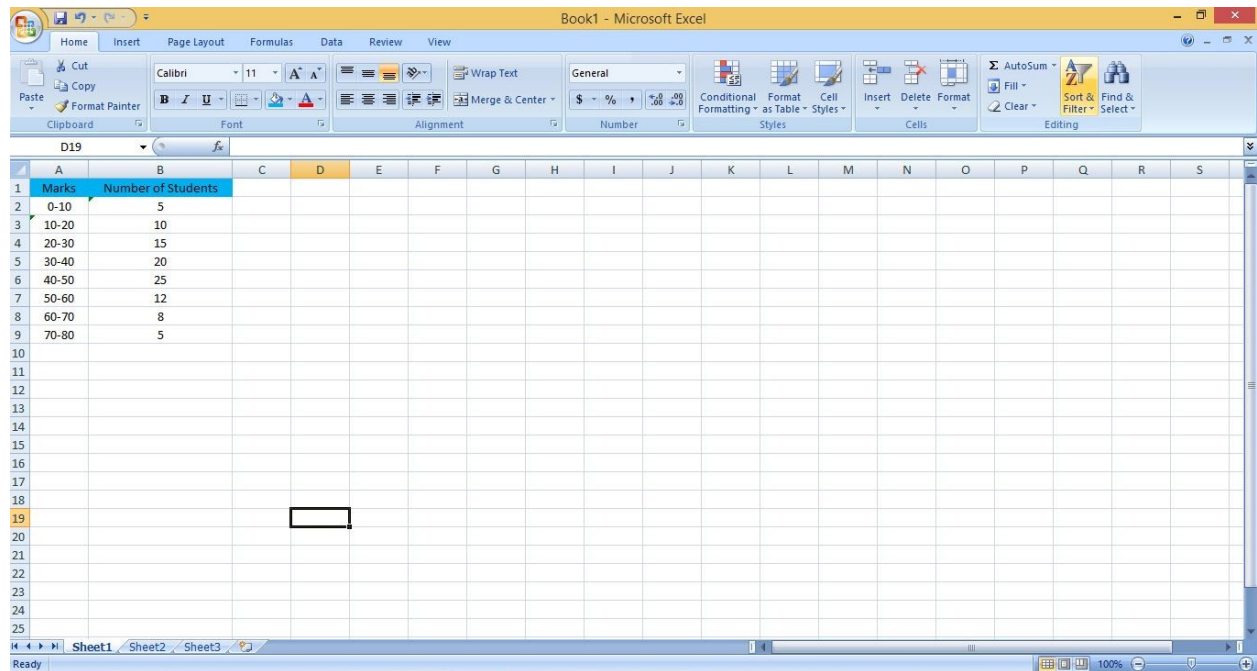 Book1 - Microsoft Excel
Home Insert Page Layout Formulas Data Review View
Paste
Cut
Copy
Format Painter
Clipboard
Calibri 11 A A
B I U A
Font
Wrap Text
Merge & Center
Alignment
General
$ % , .0 .00 .00 .0
Number
Conditional Formatting
Format as Table
Cell Styles
Styles
Insert Delete Format
Cells
Σ AutoSum
Fill
Clear
Sort & Filter
Find & Select
Editing
D19 fx
A B C D E F G H I J K L M N O P Q R S
1 Marks Number of Students
2 0-10 5
3 10-20 10
4 20-30 15
5 30-40 20
6 40-50 25
7 50-60 12
8 60-70 8
9 70-80 5
10
11
12
13
14
15
16
17
18
19
20
21
22
23
24
25
Sheet1 Sheet2 Sheet3
Ready 100%